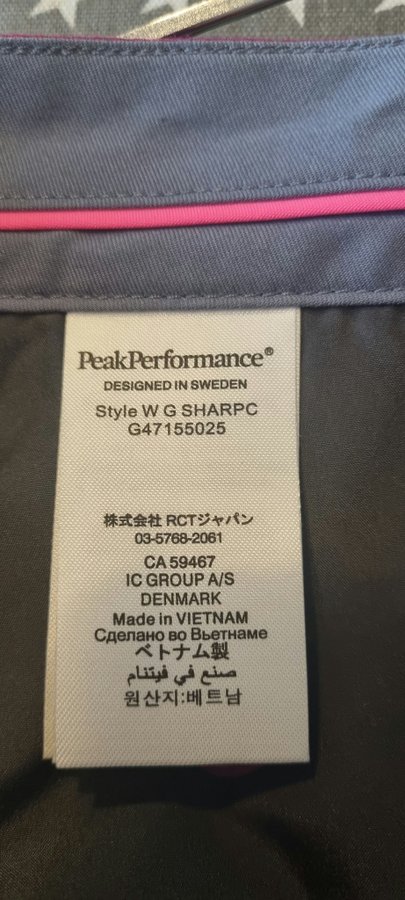 PeakPerformance®
DESIGNED IN SWEDEN
Style W G SHARPC
G47155025
株式会社 RCTジャパン
03-5768-2061
CA 59467
IC GROUP A/S
DENMARK
Made in VIETNAM
Сделано во Вьетнаме
ベトナム製
صنع في فيتنام
원산지:베트남